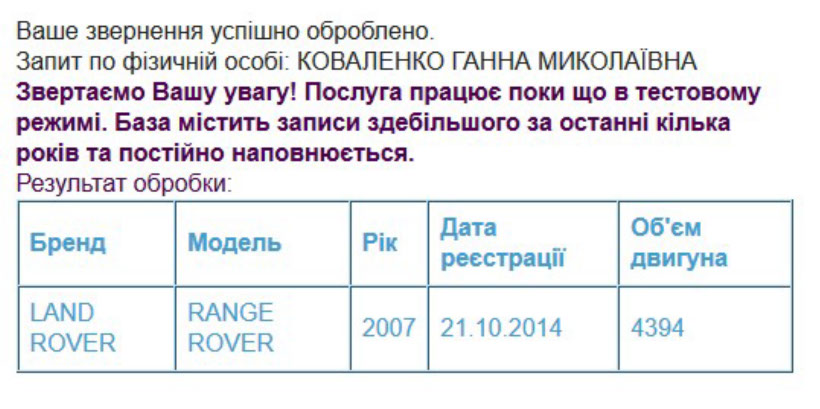 Ваше звернення успішно оброблено.
Запит по фізичній особі: КОВАЛЕНКО ГАННА МИКОЛАЇВНА
Звертаємо Вашу увагу! Послуга працює поки що в тестовому
режимі. База містить записи здебільшого за останні кілька
років та постійно наповнюється.
Результат обробки:
Бренд Модель Рік Дата реєстрації Об'єм двигуна
LAND ROVER RANGE ROVER 2007 21.10.2014 4394